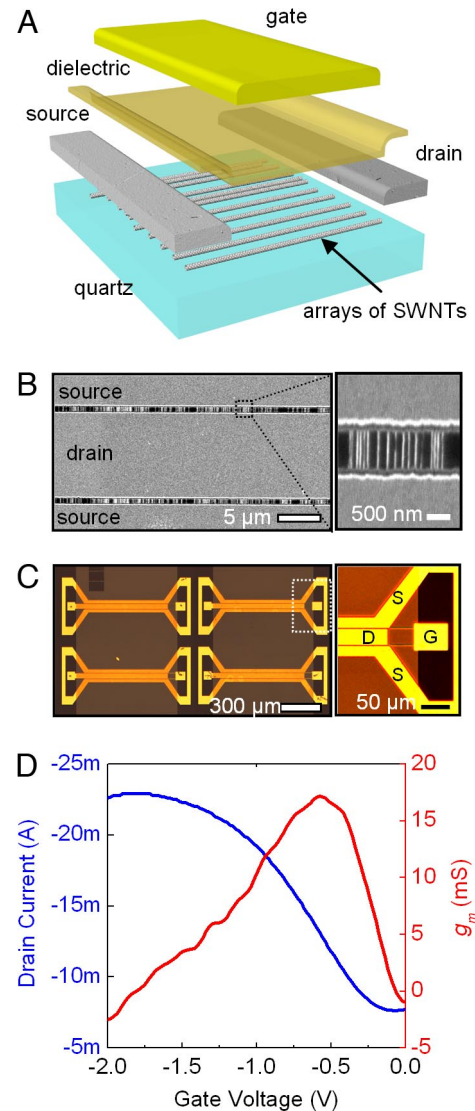 A
gate
dielectric
source
drain
quartz
arrays of SWNTs
B
source
drain
source
5 µm
500 nm
C
300 µm
S
D
G
S
50 µm
D
-25m
-20m
-15m
-10m
-5m
Drain Current (A)
20
15
10
5
0
-5
g_m (mS)
-2.0 -1.5 -1.0 -0.5 0.0
Gate Voltage (V)